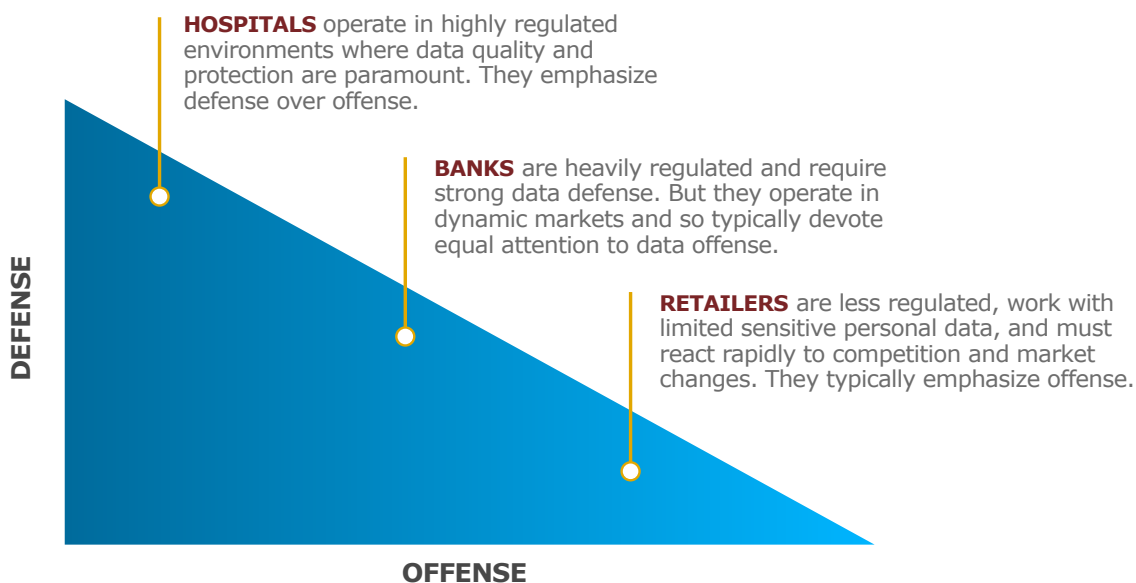 HOSPITALS operate in highly regulated
environments where data quality and
protection are paramount. They emphasize
defense over offense.
BANKS are heavily regulated and require
strong data defense. But they operate in
dynamic markets and so typically devote
equal attention to data offense.
RETAILERS are less regulated, work with
limited sensitive personal data, and must
react rapidly to competition and market
changes. They typically emphasize offense.
DEFENSE
OFFENSE